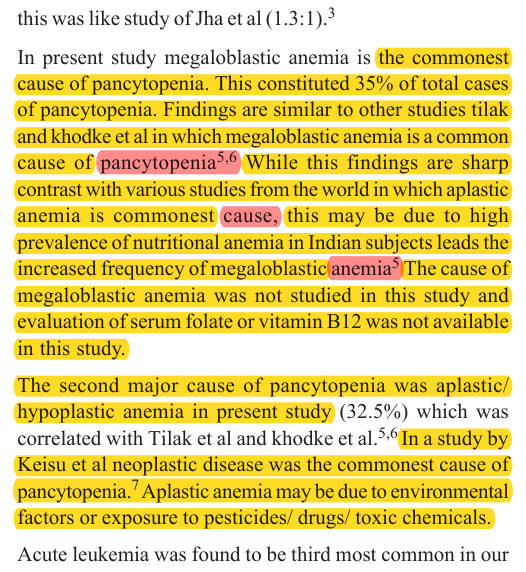 this was like study of Jha et al (1.3:1).3
In present study megaloblastic anemia is the commonest
cause of pancytopenia. This constituted 35% of total cases
of pancytopenia. Findings are similar to other studies tilak
and khodke et al in which megaloblastic anemia is a common
cause of pancytopenia5,6 While this findings are sharp
contrast with various studies from the world in which aplastic
anemia is commonest cause, this may be due to high
prevalence of nutritional anemia in Indian subjects leads the
increased frequency of megaloblastic anemia5 The cause of
megaloblastic anemia was not studied in this study and
evaluation of serum folate or vitamin B12 was not available
in this study.
The second major cause of pancytopenia was aplastic/
hypoplastic anemia in present study (32.5%) which was
correlated with Tilak et al and khodke et al.5,6 In a study by
Keisu et al neoplastic disease was the commonest cause of
pancytopenia.7 Aplastic anemia may be due to environmental
factors or exposure to pesticides/ drugs/ toxic chemicals.
Acute leukemia was found to be third most common in our